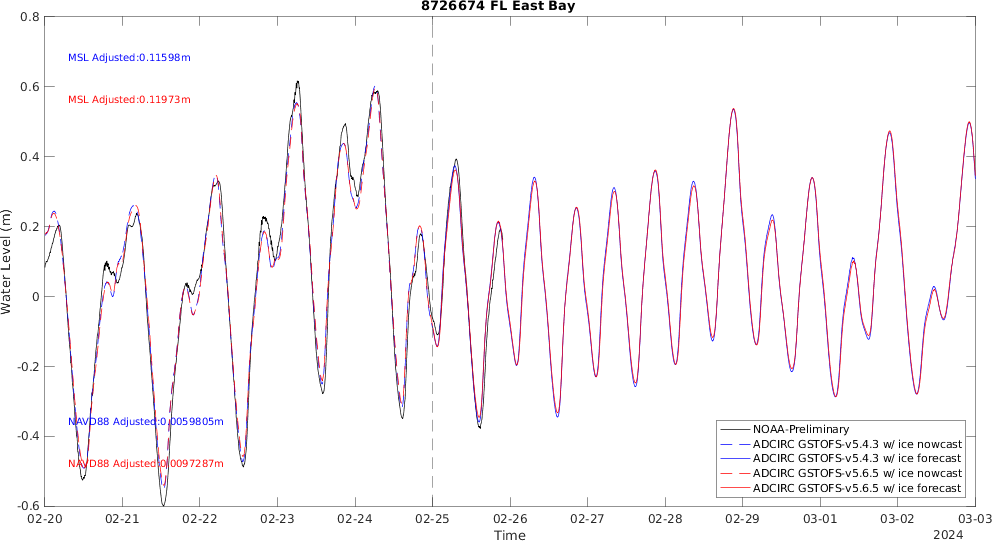 8726674 FL East Bay
0.8
0.6
0.4
0.2
0
-0.2
-0.4
-0.6
Water Level (m)
MSL Adjusted:0.11598m
MSL Adjusted:0.11973m
NAVD88 Adjusted:0.0059805m
NAVD88 Adjusted:0.0097287m
NOAA-Preliminary
ADCIRC GSTOFS-v5.4.3 w/ ice nowcast
ADCIRC GSTOFS-v5.4.3 w/ ice forecast
ADCIRC GSTOFS-v5.6.5 w/ ice nowcast
ADCIRC GSTOFS-v5.6.5 w/ ice forecast
02-20 02-21 02-22 02-23 02-24 02-25 02-26 02-27 02-28 02-29 03-01 03-02 03-03
Time
2024